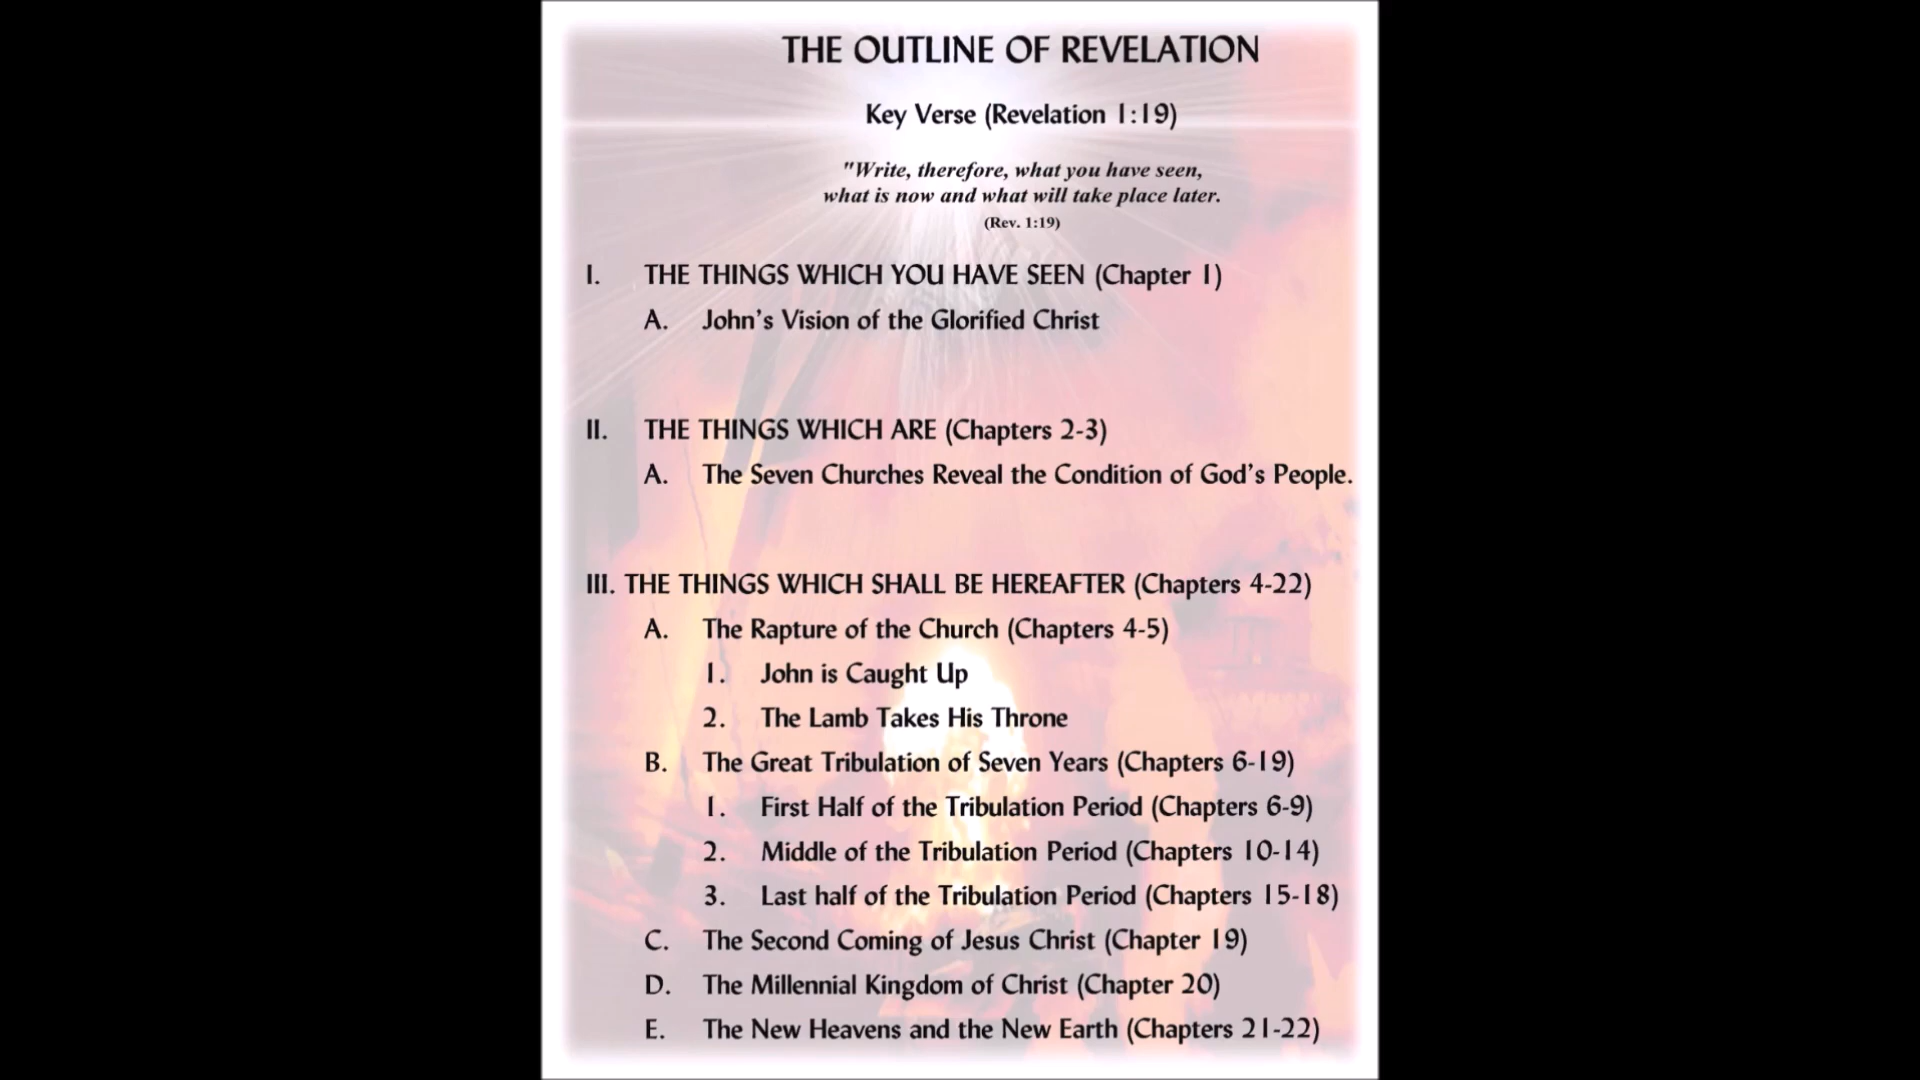 THE OUTLINE OF REVELATION
Key Verse (Revelation 1:19)
"Write, therefore, what you have seen,
what is now and what will take place later.
(Rev. 1:19)
I. THE THINGS WHICH YOU HAVE SEEN (Chapter 1)
A. John's Vision of the Glorified Christ
II. THE THINGS WHICH ARE (Chapters 2-3)
A. The Seven Churches Reveal the Condition of God's People.
III. THE THINGS WHICH SHALL BE HEREAFTER (Chapters 4-22)
A. The Rapture of the Church (Chapters 4-5)
1. John is Caught Up
2. The Lamb Takes His Throne
B. The Great Tribulation of Seven Years (Chapters 6-19)
1. First Half of the Tribulation Period (Chapters 6-9)
2. Middle of the Tribulation Period (Chapters 10-14)
3. Last half of the Tribulation Period (Chapters 15-18)
C. The Second Coming of Jesus Christ (Chapter 19)
D. The Millennial Kingdom of Christ (Chapter 20)
E. The New Heavens and the New Earth (Chapters 21-22)